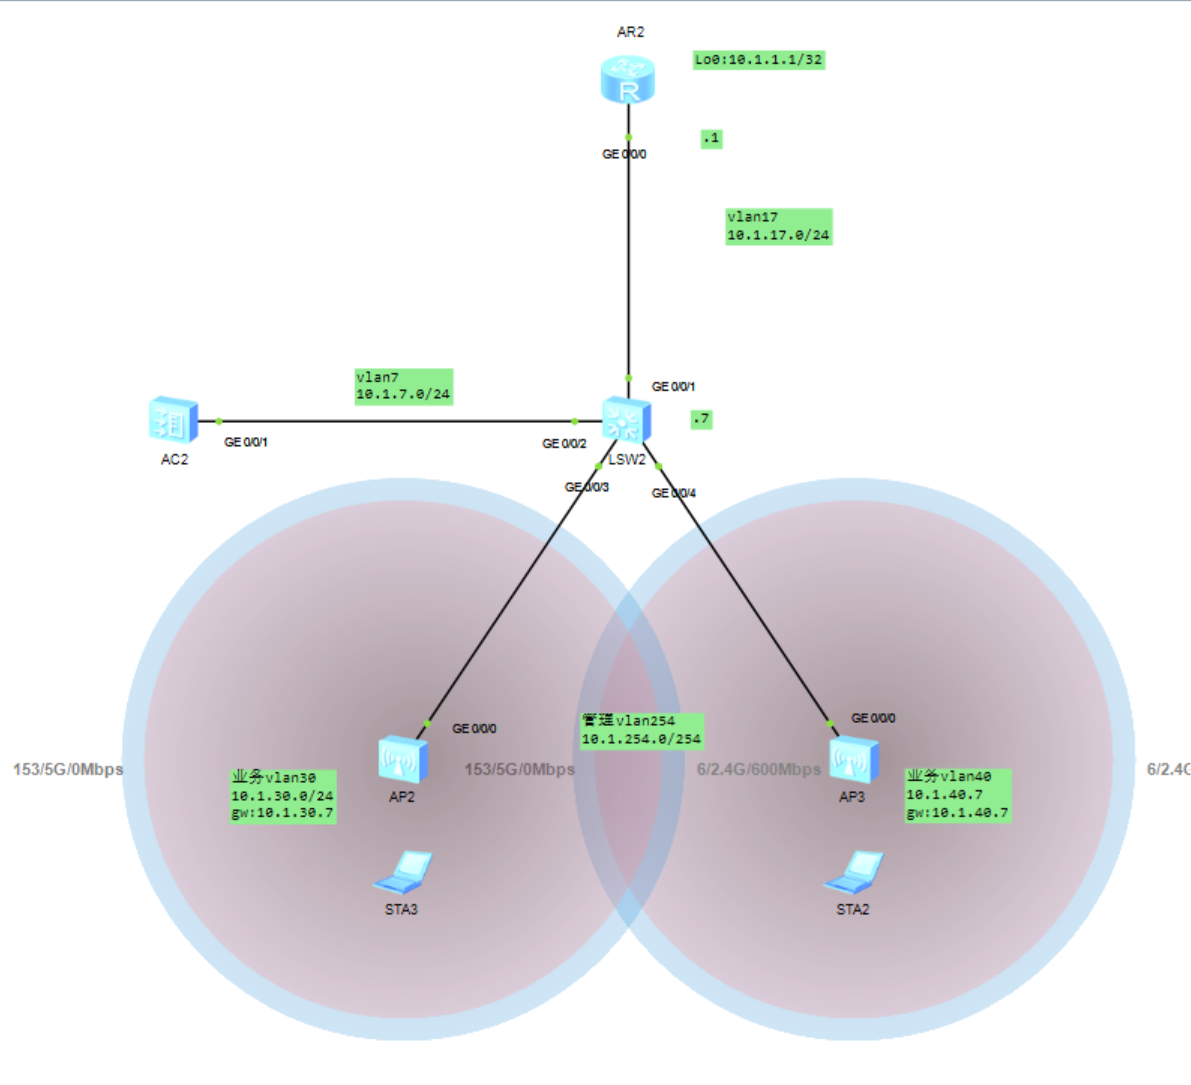 AR2
Lo0:10.1.1.1/32
R
.1
GE 0/0/0
vlan17
10.1.17.0/24
vlan7
10.1.7.0/24
GE 0/0/1
.7
GE 0/0/1
GE 0/0/2
AC2
LSW2
GE 0/0/3
GE 0/0/4
管理vlan254
10.1.254.0/254
GE 0/0/0
GE 0/0/0
153/5G/0Mbps
153/5G/0Mbps
6/2.4G/600Mbps
6/2.4G
业务vlan30
10.1.30.0/24
gw:10.1.30.7
AP2
AP3
业务vlan40
10.1.40.7
gw:10.1.40.7
STA3
STA2